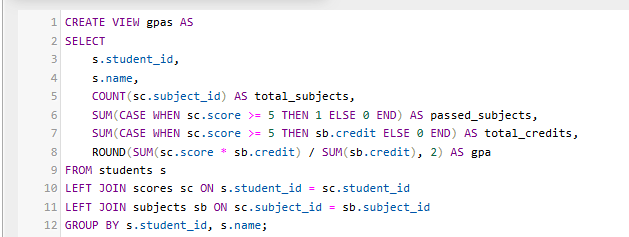 1 CREATE VIEW gpas AS
2 SELECT
3 s.student_id,
4 s.name,
5 COUNT(sc.subject_id) AS total_subjects,
6 SUM(CASE WHEN sc.score >= 5 THEN 1 ELSE 0 END) AS passed_subjects,
7 SUM(CASE WHEN sc.score >= 5 THEN sb.credit ELSE 0 END) AS total_credits,
8 ROUND(SUM(sc.score * sb.credit) / SUM(sb.credit), 2) AS gpa
9 FROM students s
10 LEFT JOIN scores sc ON s.student_id = sc.student_id
11 LEFT JOIN subjects sb ON sc.subject_id = sb.subject_id
12 GROUP BY s.student_id, s.name;